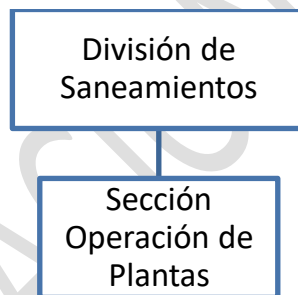 División de
Saneamientos
Sección
Operación de
Plantas